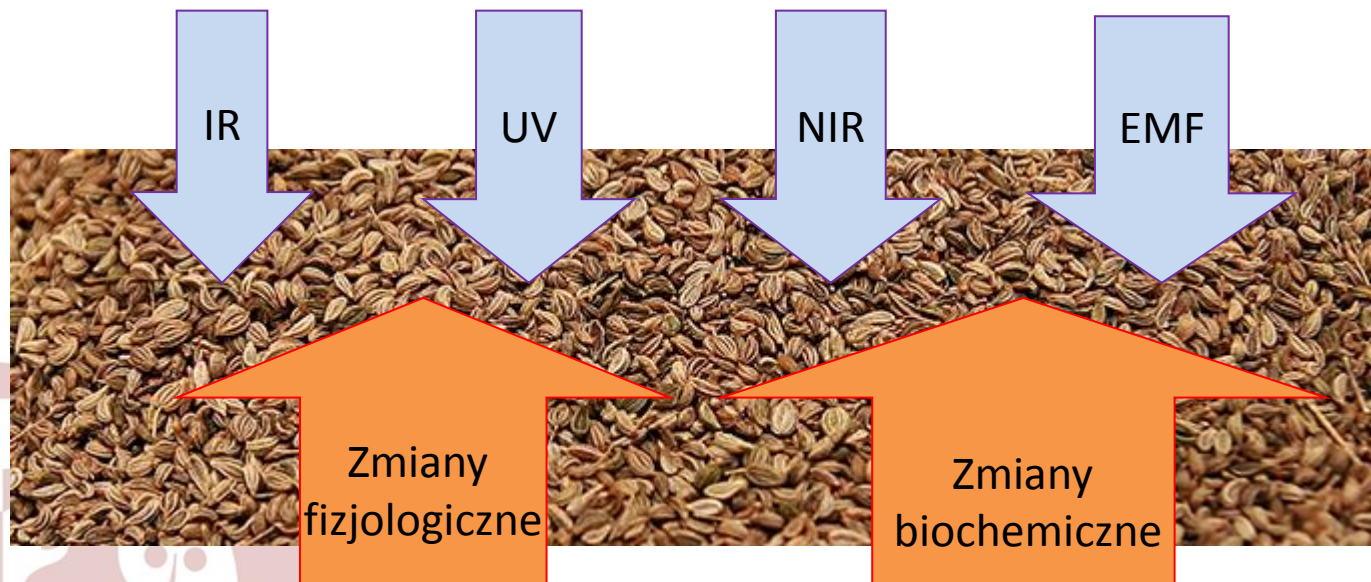 IR
UV
NIR
EMF
Zmiany
fizjologiczne
Zmiany
biochemiczne